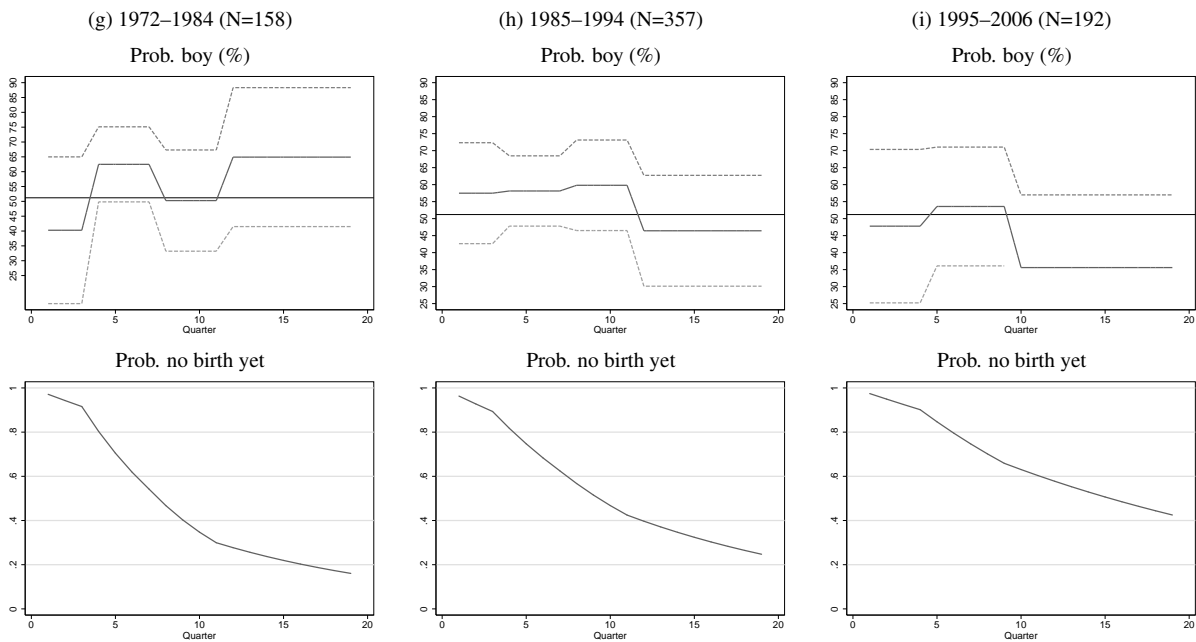 (g) 1972–1984 (N=158)
Prob. boy (%)
25 30 35 40 45 50 55 60 65 70 75 80 85 90
0 5 10 15 20
Quarter
Prob. no birth yet
0 .2 .4 .6 .8 1
0 5 10 15 20
Quarter
(h) 1985–1994 (N=357)
Prob. boy (%)
25 30 35 40 45 50 55 60 65 70 75 80 85 90
0 5 10 15 20
Quarter
Prob. no birth yet
0 .2 .4 .6 .8 1
0 5 10 15 20
Quarter
(i) 1995–2006 (N=192)
Prob. boy (%)
25 30 35 40 45 50 55 60 65 70 75 80 85 90
0 5 10 15 20
Quarter
Prob. no birth yet
0 .2 .4 .6 .8 1
0 5 10 15 20
Quarter